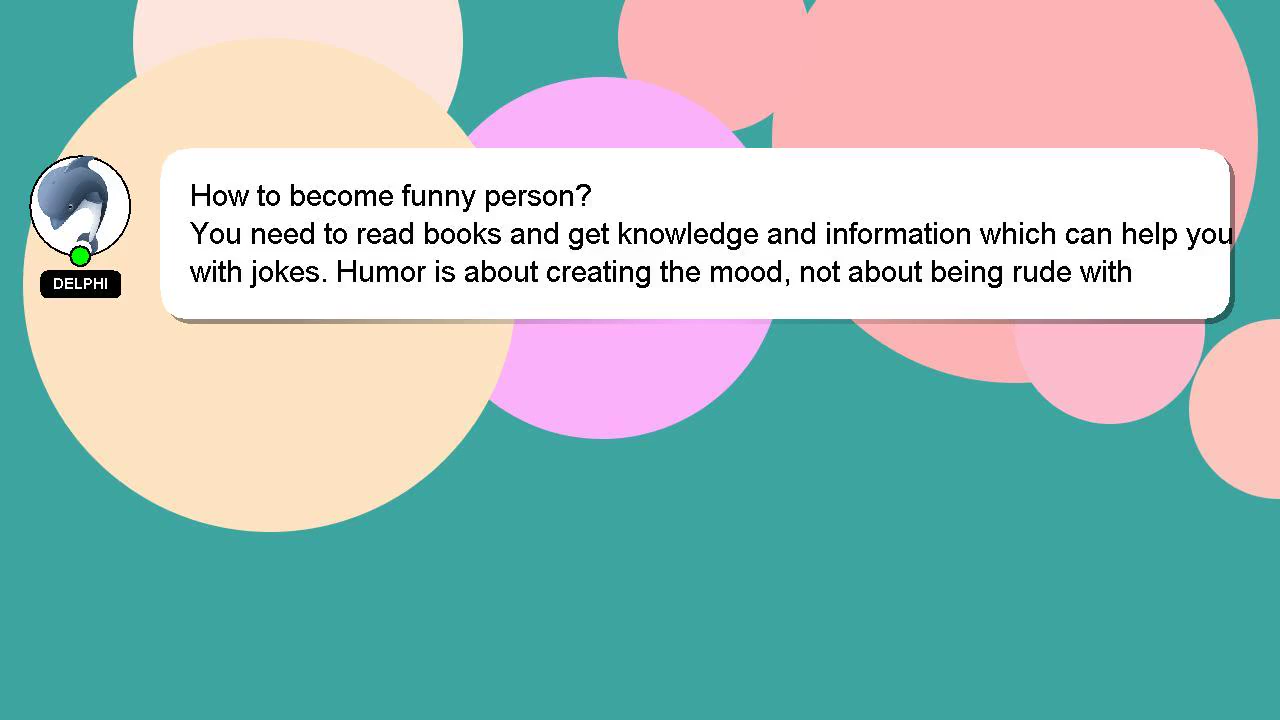 How to become funny person?
You need to read books and get knowledge and information which can help you
with jokes. Humor is about creating the mood, not about being rude with
DELPHI